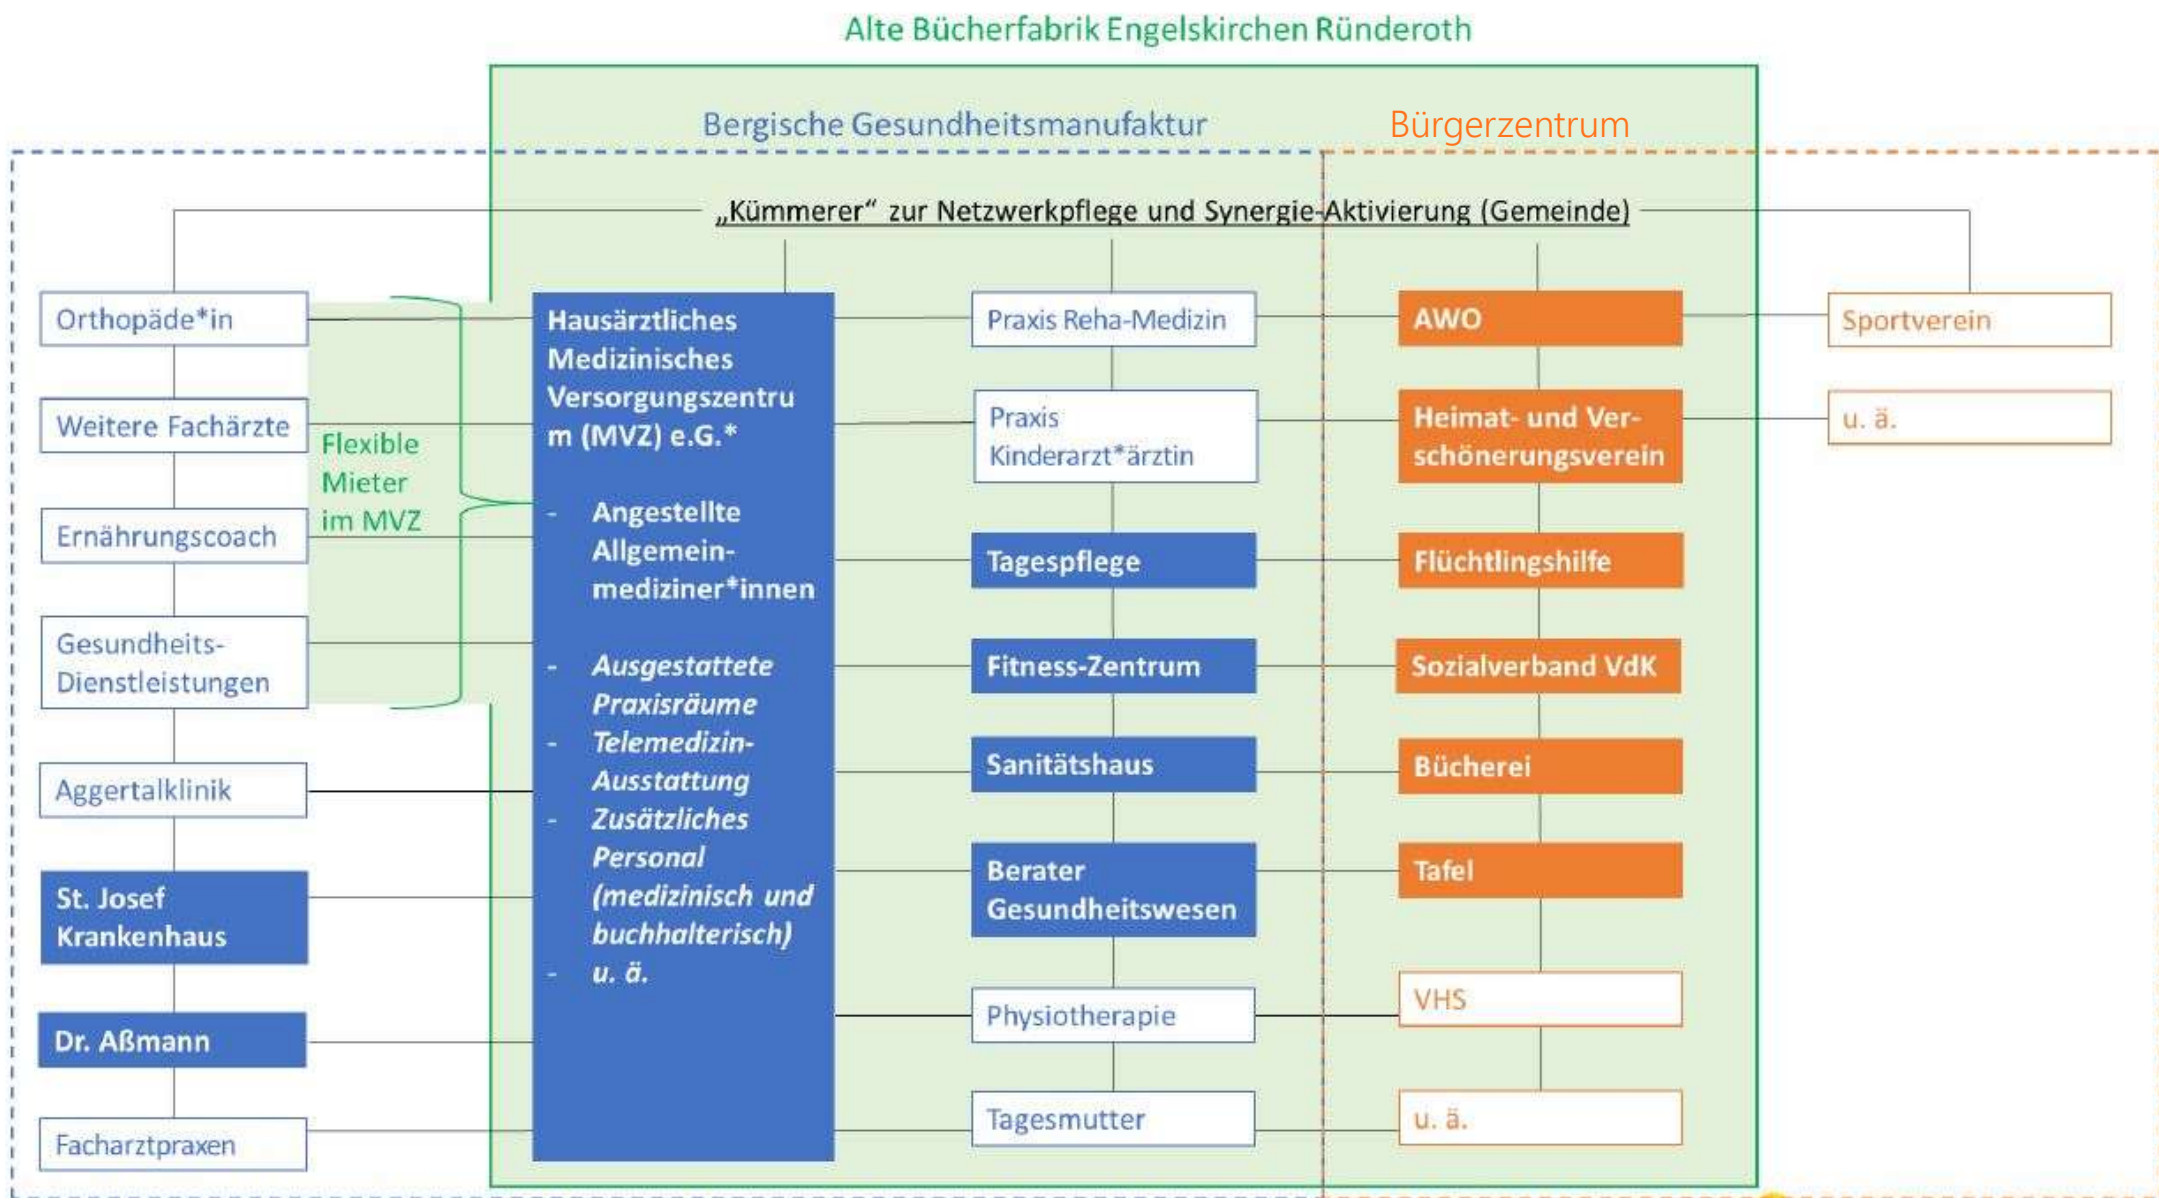 Alte Bücherfabrik Engelskirchen Ründeroth
Bergische Gesundheitsmanufaktur
Bürgerzentrum
„Kümmerer“ zur Netzwerkpflege und Synergie-Aktivierung (Gemeinde)
Orthopäde*in
Weitere Fachärzte
Ernährungscoach
Gesundheits-
Dienstleistungen
Aggertalklinik
St. Josef
Krankenhaus
Dr. Aßmann
Facharztpraxen
Flexible
Mieter
im MVZ
Hausärztliches
Medizinisches
Versorgungszentru
m (MVZ) e.G.*
- Angestellte
Allgemein-
mediziner*innen
- Ausgestattete
Praxisräume
- Telemedizin-
Ausstattung
- Zusätzliches
Personal
(medizinisch und
buchhalterisch)
- u. ä.
Praxis Reha-Medizin
Praxis
Kinderarzt*ärztin
Tagespflege
Fitness-Zentrum
Sanitätshaus
Berater
Gesundheitswesen
Physiotherapie
Tagesmutter
AWO
Heimat- und Ver-
schönerungsverein
Flüchtlingshilfe
Sozialverband VdK
Bücherei
Tafel
VHS
u. ä.
Sportverein
u. ä.